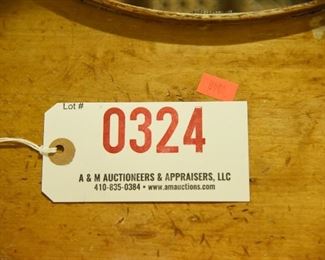 Lot #
0324
A & M AUCTIONEERS & APPRAISERS, LLC
410-835-0384 • www.amauctions.com